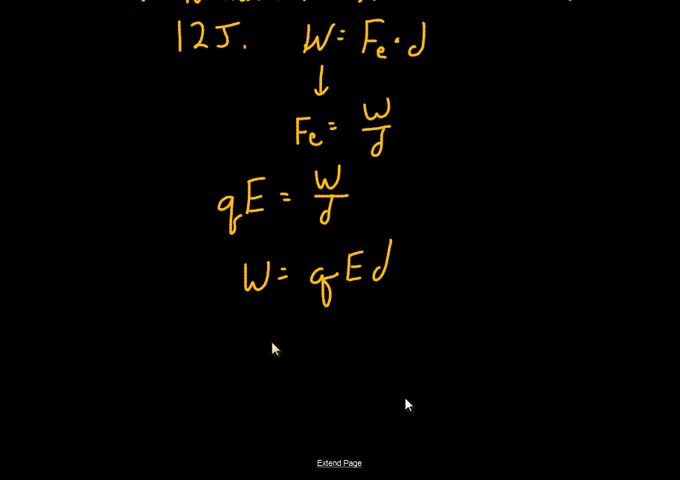 12J. W = Fe · d
↓
Fe = W/d
qE = W/d
W = qEd
Extend Page